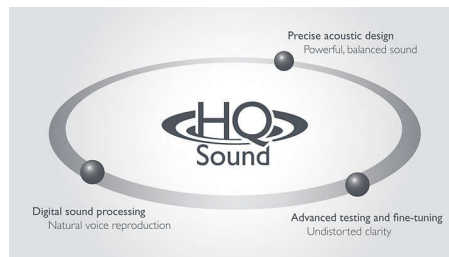 Precise acoustic design
Powerful, balanced sound
HQ
Sound
Digital sound processing
Natural voice reproduction
Advanced testing and fine-tuning
Undistorted clarity